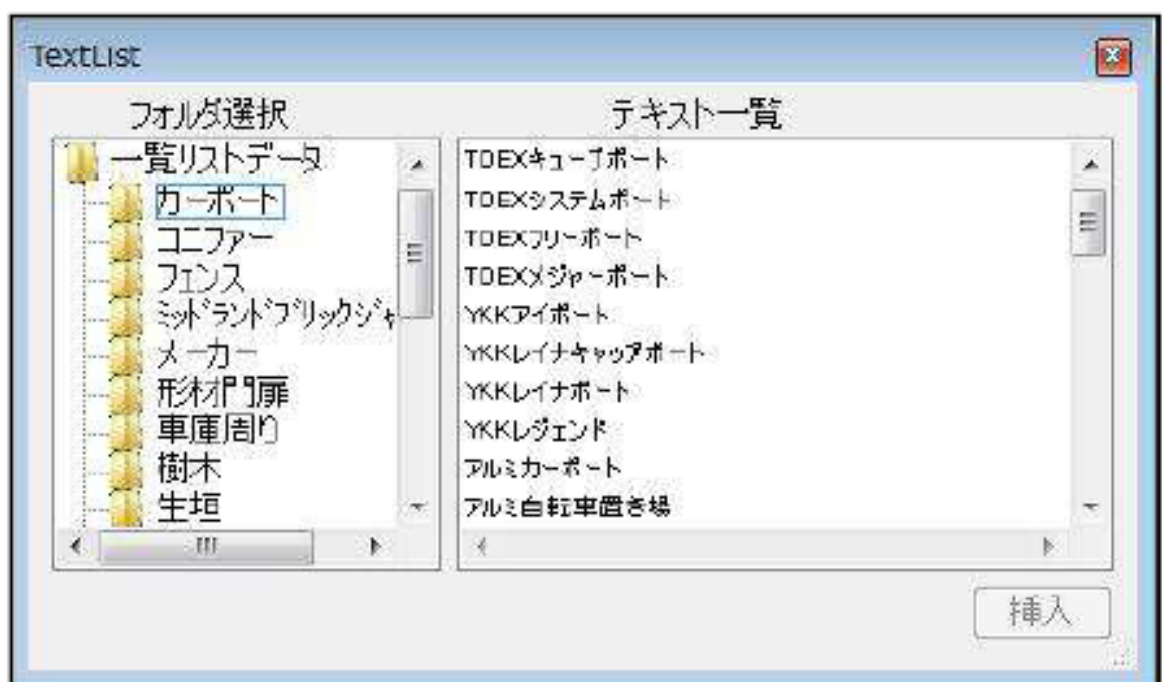 TextList
フォルダ選択
一覧リストデータ
カーポート
コニファー
フェンス
ミッドランドブリックジャ
メーカー
形材門扉
車庫周り
樹木
生垣
テキスト一覧
TOEXキューブポート
TOEXシステムポート
TOEXフリーポート
TOEXメジャーポート
YKKアイポート
YKKレイナキャップポート
YKKレイナポート
YKKレジェンド
アルミカーポート
アルミ自転車置き場
挿入